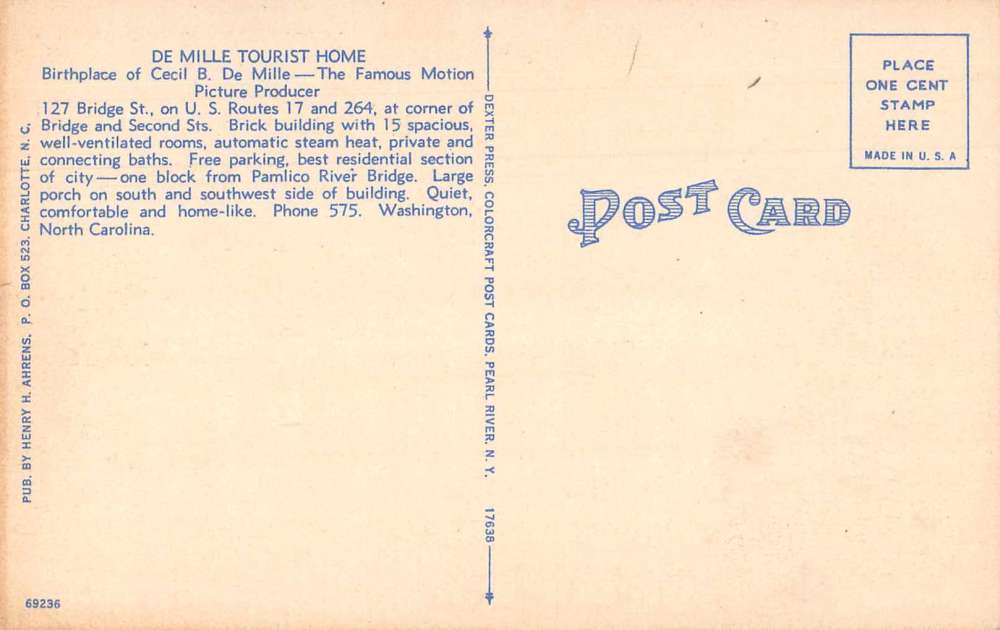 DE MILLE TOURIST HOME
Birthplace of Cecil B. De Mille—The Famous Motion
Picture Producer
127 Bridge St., on U. S. Routes 17 and 264, at corner of
Bridge and Second Sts. Brick building with 15 spacious,
well-ventilated rooms, automatic steam heat, private and
connecting baths. Free parking, best residential section
of city—one block from Pamlico River Bridge. Large
porch on south and southwest side of building. Quiet,
comfortable and home-like. Phone 575. Washington,
North Carolina.
PUB. BY HENRY H. AHRENS, P. O. BOX 523, CHARLOTTE, N. C.
69236
DEXTER PRESS, COLORCRAFT POST CARDS, PEARL RIVER, N. Y. 17638
POST CARD
PLACE
ONE CENT
STAMP
HERE
MADE IN U. S. A